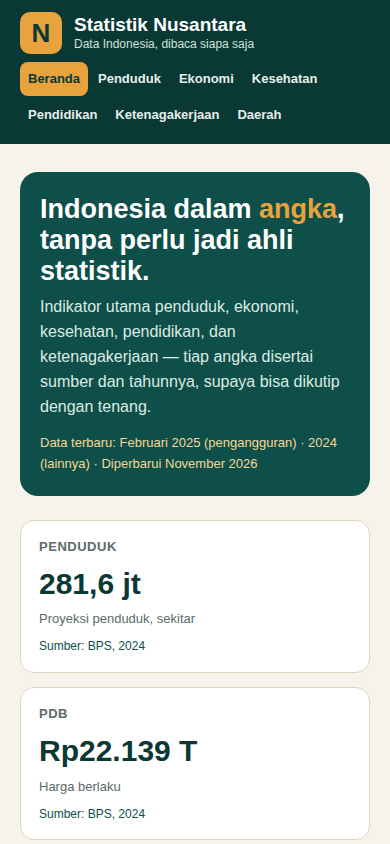 N
Statistik Nusantara
Data Indonesia, dibaca siapa saja
Beranda Penduduk Ekonomi Kesehatan
Pendidikan Ketenagakerjaan Daerah
Indonesia dalam angka,
tanpa perlu jadi ahli
statistik.
Indikator utama penduduk, ekonomi,
kesehatan, pendidikan, dan
ketenagakerjaan — tiap angka disertai
sumber dan tahunnya, supaya bisa dikutip
dengan tenang.
Data terbaru: Februari 2025 (pengangguran) · 2024
(lainnya) · Diperbarui November 2026
PENDUDUK
281,6 jt
Proyeksi penduduk, sekitar
Sumber: BPS, 2024
PDB
Rp22.139 T
Harga berlaku
Sumber: BPS, 2024